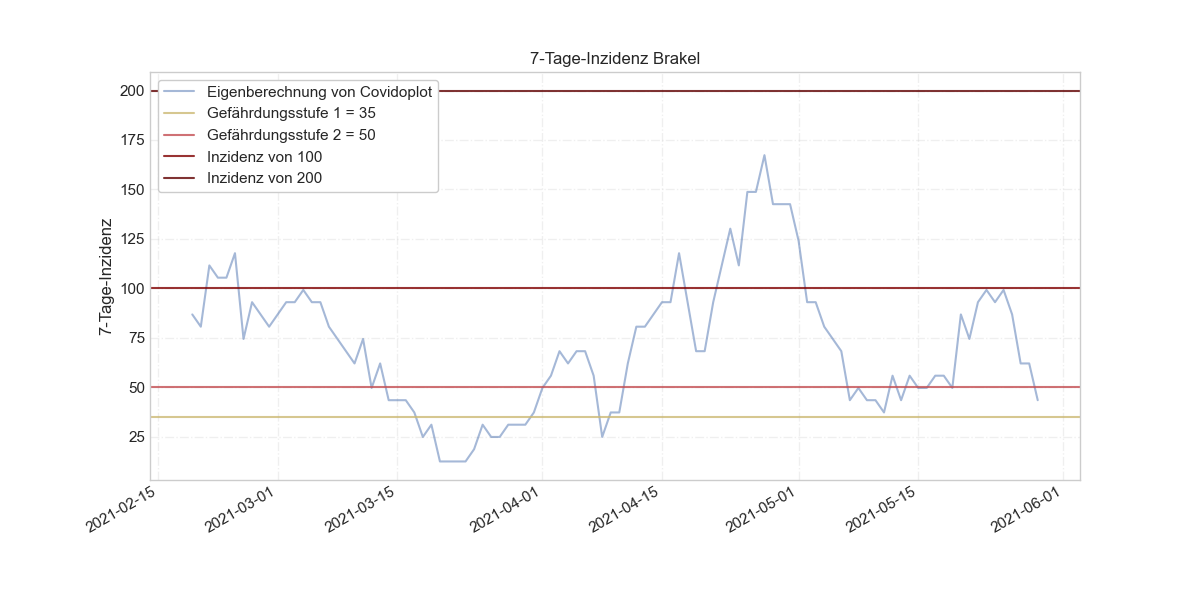 7-Tage-Inzidenz Brakel
Eigenberechnung von Covidoplot
Gefährdungsstufe 1 = 35
Gefährdungsstufe 2 = 50
Inzidenz von 100
Inzidenz von 200
7-Tage-Inzidenz
200
175
150
125
100
75
50
25
2021-02-15
2021-03-01
2021-03-15
2021-04-01
2021-04-15
2021-05-01
2021-05-15
2021-06-01